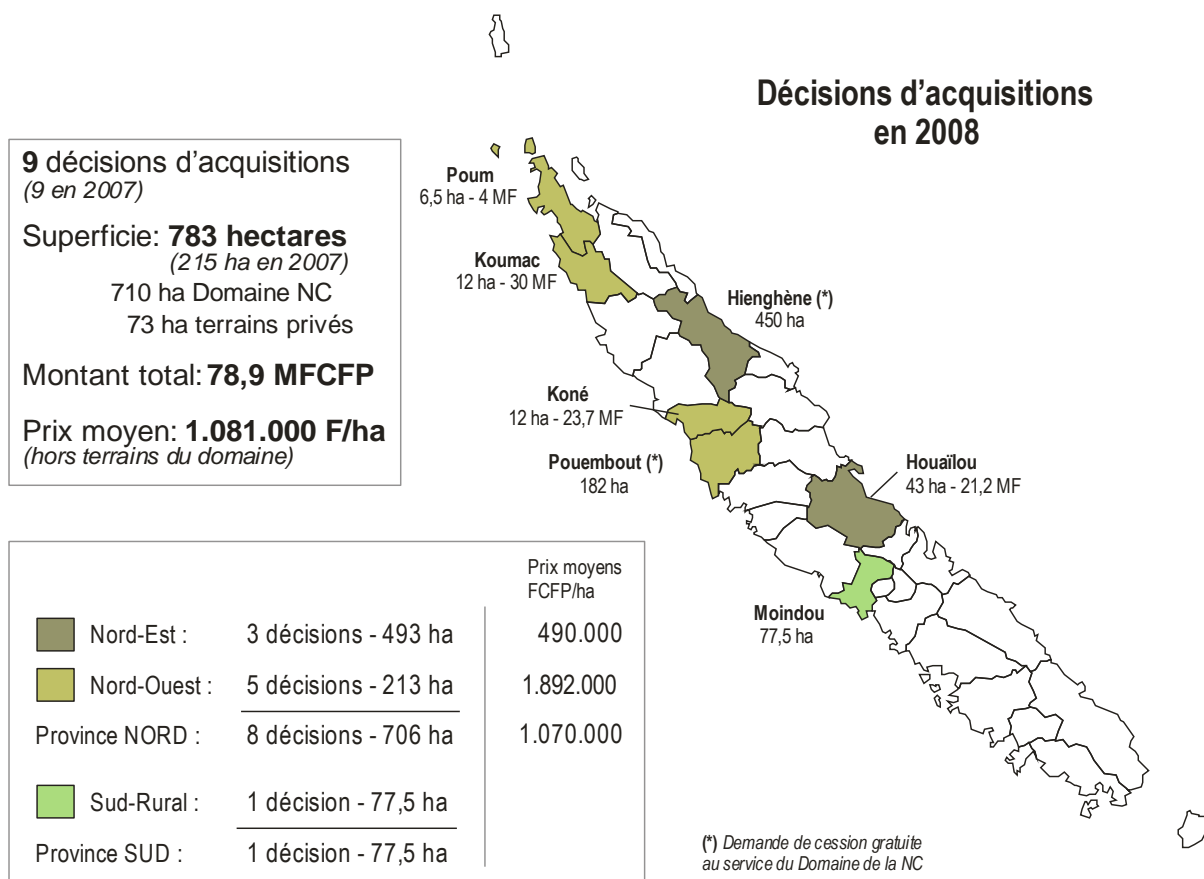 Décisions d'acquisitions
en 2008
9 décisions d'acquisitions
(9 en 2007)
Superficie: 783 hectares
(215 ha en 2007)
710 ha Domaine NC
73 ha terrains privés
Montant total: 78,9 MFCFP
Prix moyen: 1.081.000 F/ha
(hors terrains du domaine)
Poum
6,5 ha - 4 MF
Koumac
12 ha - 30 MF
Hienghène (*)
450 ha
Koné
12 ha - 23,7 MF
Pouembout (*)
182 ha
Houaïlou
43 ha - 21,2 MF
Moindou
77,5 ha
Prix moyens
FCFP/ha
Nord-Est : 3 décisions - 493 ha 490.000
Nord-Ouest : 5 décisions - 213 ha 1.892.000
Province NORD : 8 décisions - 706 ha 1.070.000
Sud-Rural : 1 décision - 77,5 ha
Province SUD : 1 décision - 77,5 ha
(*) Demande de cession gratuite
au service du Domaine de la NC